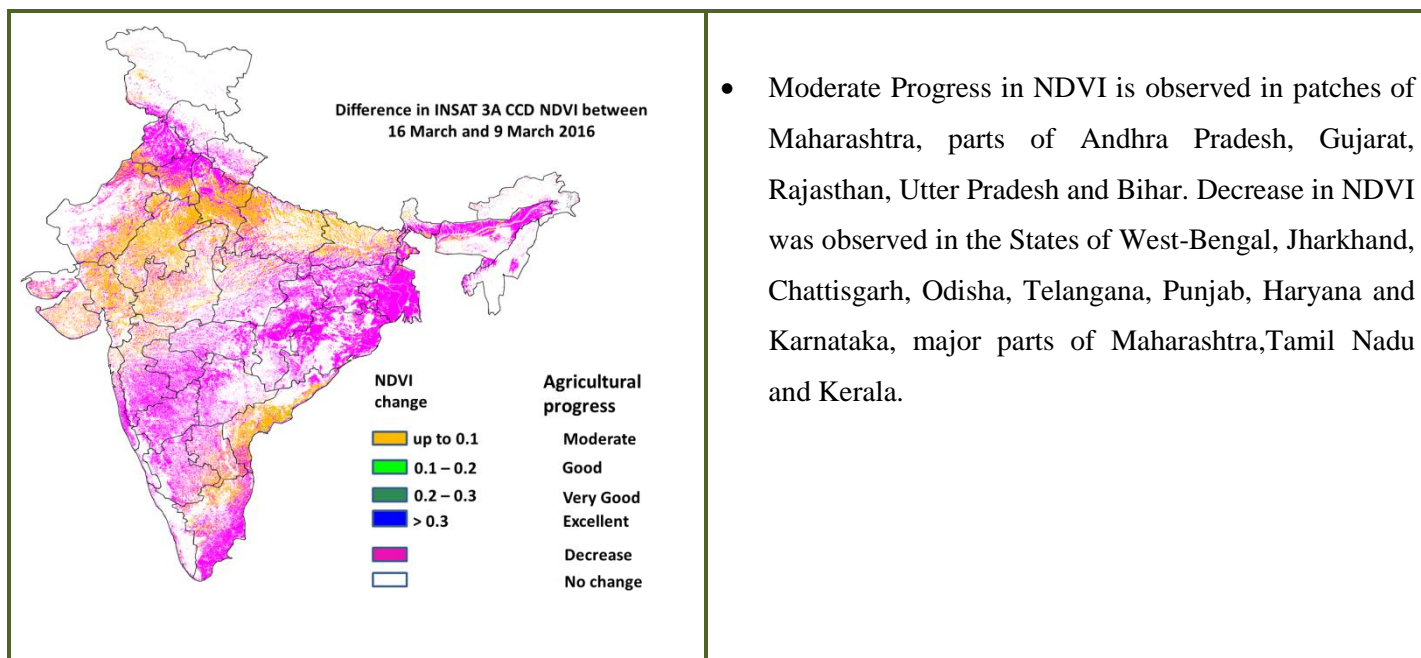 Difference in INSAT 3A CCD NDVI between
16 March and 9 March 2016
NDVI
change
Agricultural
progress
up to 0.1 Moderate
0.1 – 0.2 Good
0.2 – 0.3 Very Good
> 0.3 Excellent
Decrease
No change
• Moderate Progress in NDVI is observed in patches of
Maharashtra, parts of Andhra Pradesh, Gujarat,
Rajasthan, Utter Pradesh and Bihar. Decrease in NDVI
was observed in the States of West-Bengal, Jharkhand,
Chattisgarh, Odisha, Telangana, Punjab, Haryana and
Karnataka, major parts of Maharashtra,Tamil Nadu
and Kerala.